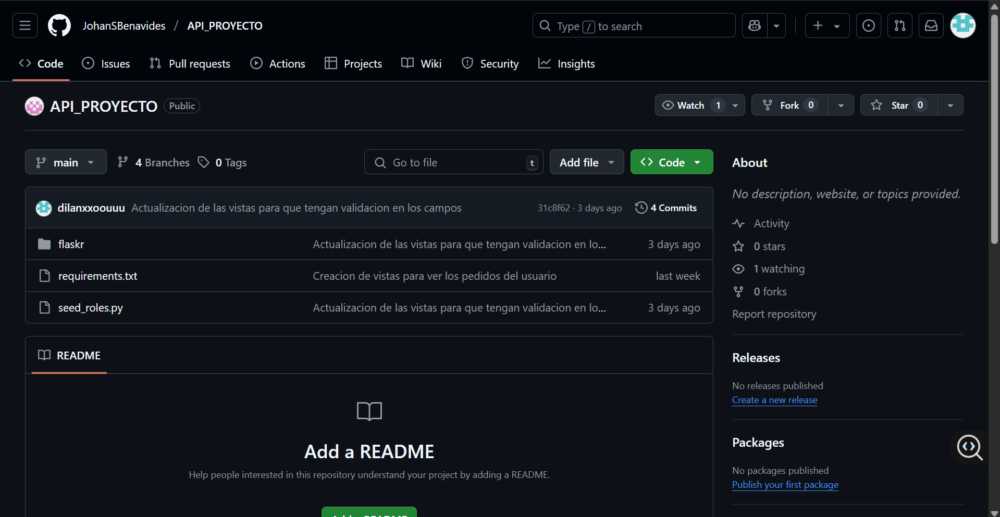 JohanSBenavides / API_PROYECTO
Type / to search
Code Issues Pull requests Actions Projects Wiki Security Insights
API_PROYECTO Public
Watch 1 Fork 0 Star 0
main 4 Branches 0 Tags
Go to file t
Add file Code
dilanxxoouuu Actualizacion de las vistas para que tengan validacion en los campos 31c8f62 · 3 days ago 4 Commits
flaskr Actualizacion de las vistas para que tengan validacion en lo... 3 days ago
requirements.txt Creacion de vistas para ver los pedidos del usuario last week
seed_roles.py Actualizacion de las vistas para que tengan validacion en lo... 3 days ago
README
Add a README
Help people interested in this repository understand your project by adding a README.
About
No description, website, or topics provided.
Activity
0 stars
1 watching
0 forks
Report repository
Releases
No releases published
Create a new release
Packages
No packages published
Publish your first package